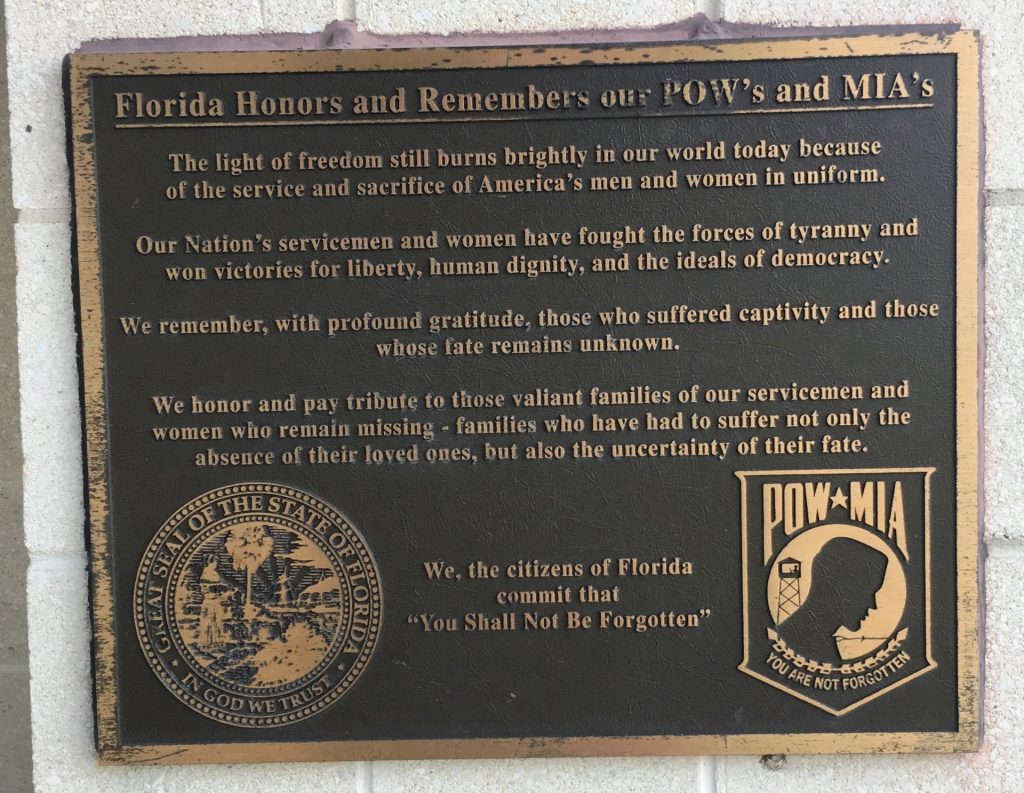 Florida Honors and Remembers our POW's and MIA's
The light of freedom still burns brightly in our world today because
of the service and sacrifice of America's men and women in uniform.
Our Nation's servicemen and women have fought the forces of tyranny and
won victories for liberty, human dignity, and the ideals of democracy.
We remember, with profound gratitude, those who suffered captivity and those
whose fate remains unknown.
We honor and pay tribute to those valiant families of our servicemen and
women who remain missing - families who have had to suffer not only the
absence of their loved ones, but also the uncertainty of their fate.
GREAT SEAL OF THE STATE OF FLORIDA
IN GOD WE TRUST
We, the citizens of Florida
commit that
"You Shall Not Be Forgotten"
POW★MIA
YOU ARE NOT FORGOTTEN